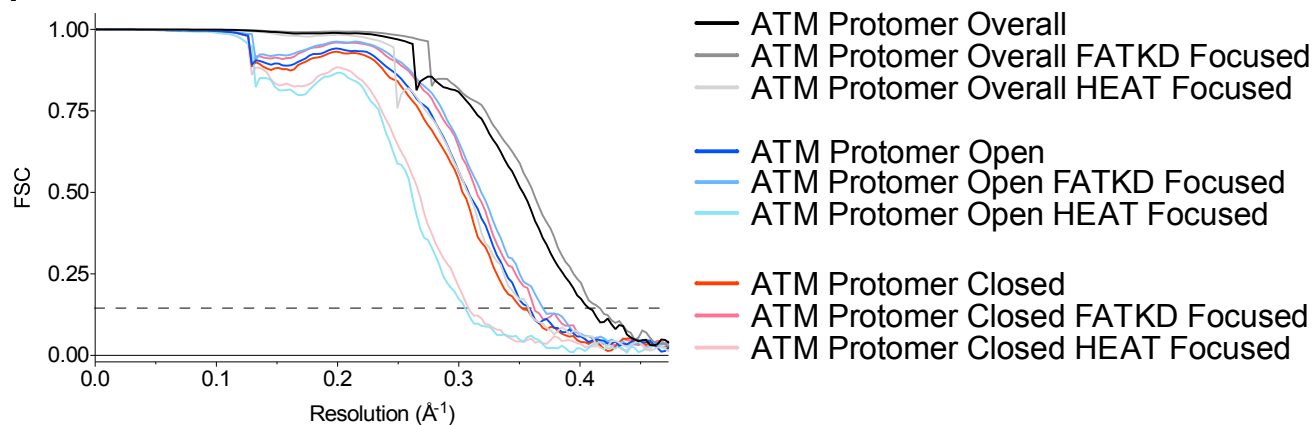 1.00
0.75
0.50
0.25
0.00
FSC
0.0
0.1
0.2
0.3
0.4
Resolution (Å-1)
ATM Protomer Overall
ATM Protomer Overall FATKD Focused
ATM Protomer Overall HEAT Focused
ATM Protomer Open
ATM Protomer Open FATKD Focused
ATM Protomer Open HEAT Focused
ATM Protomer Closed
ATM Protomer Closed FATKD Focused
ATM Protomer Closed HEAT Focused